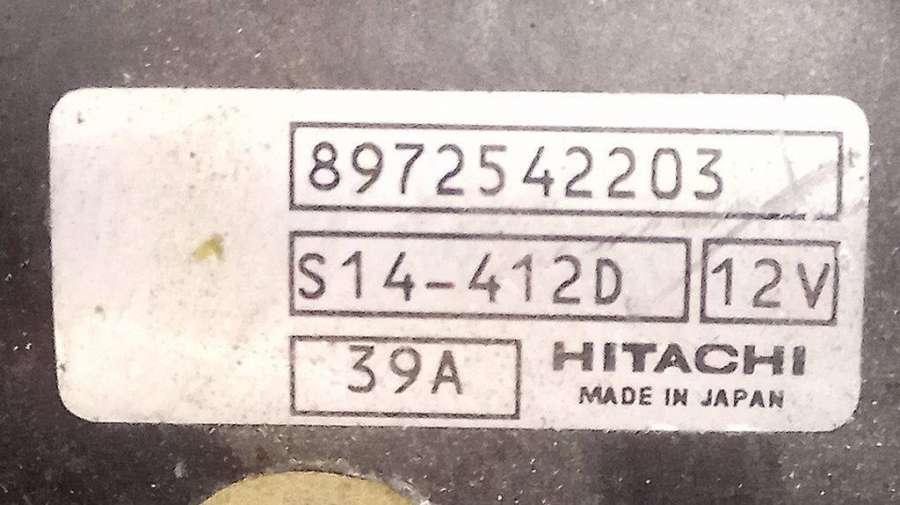 8972542203
S14-412D 12V
39A HITACHI
MADE IN JAPAN